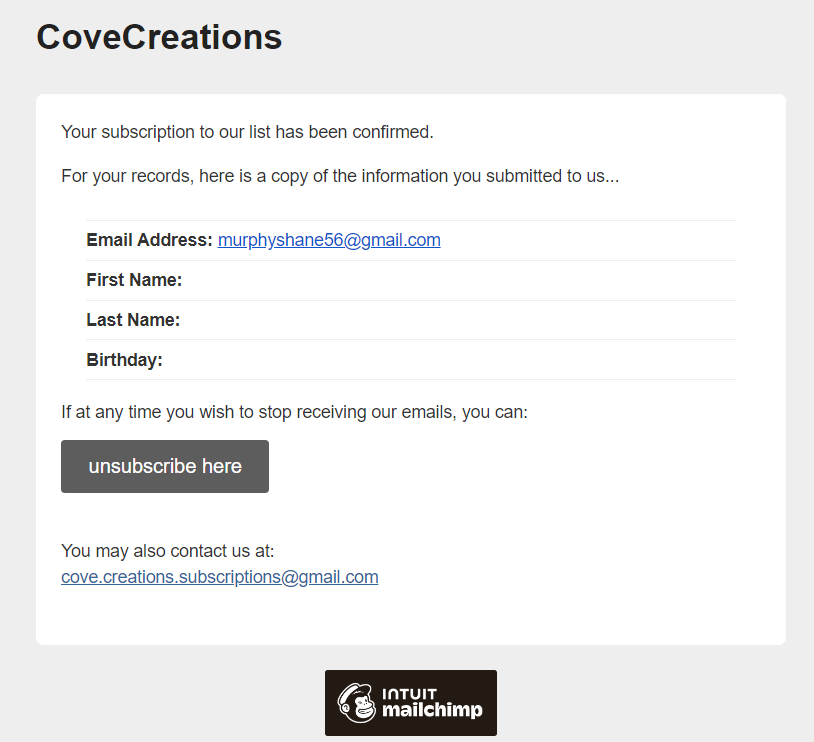 CoveCreations
Your subscription to our list has been confirmed.
For your records, here is a copy of the information you submitted to us...
Email Address: murphyshane56@gmail.com
First Name:
Last Name:
Birthday:
If at any time you wish to stop receiving our emails, you can:
unsubscribe here
You may also contact us at:
cove.creations.subscriptions@gmail.com
INTUIT
mailchimp